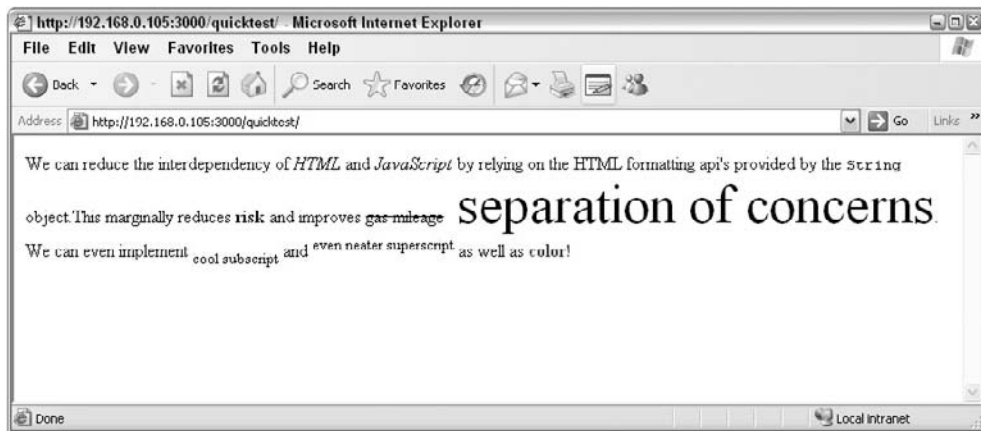 http://192.168.0.105:3000/quicktest/ - Microsoft Internet Explorer
File Edit View Favorites Tools Help
Back Search Favorites
Address http://192.168.0.105:3000/quicktest/ Go Links »
We can reduce the interdependency of HTML and JavaScript by relying on the HTML formatting api's provided by the String
object.This marginally reduces risk and improves gas mileage separation of concerns.
We can even implement cool subscript and even neater superscript as well as color!
Done Local intranet